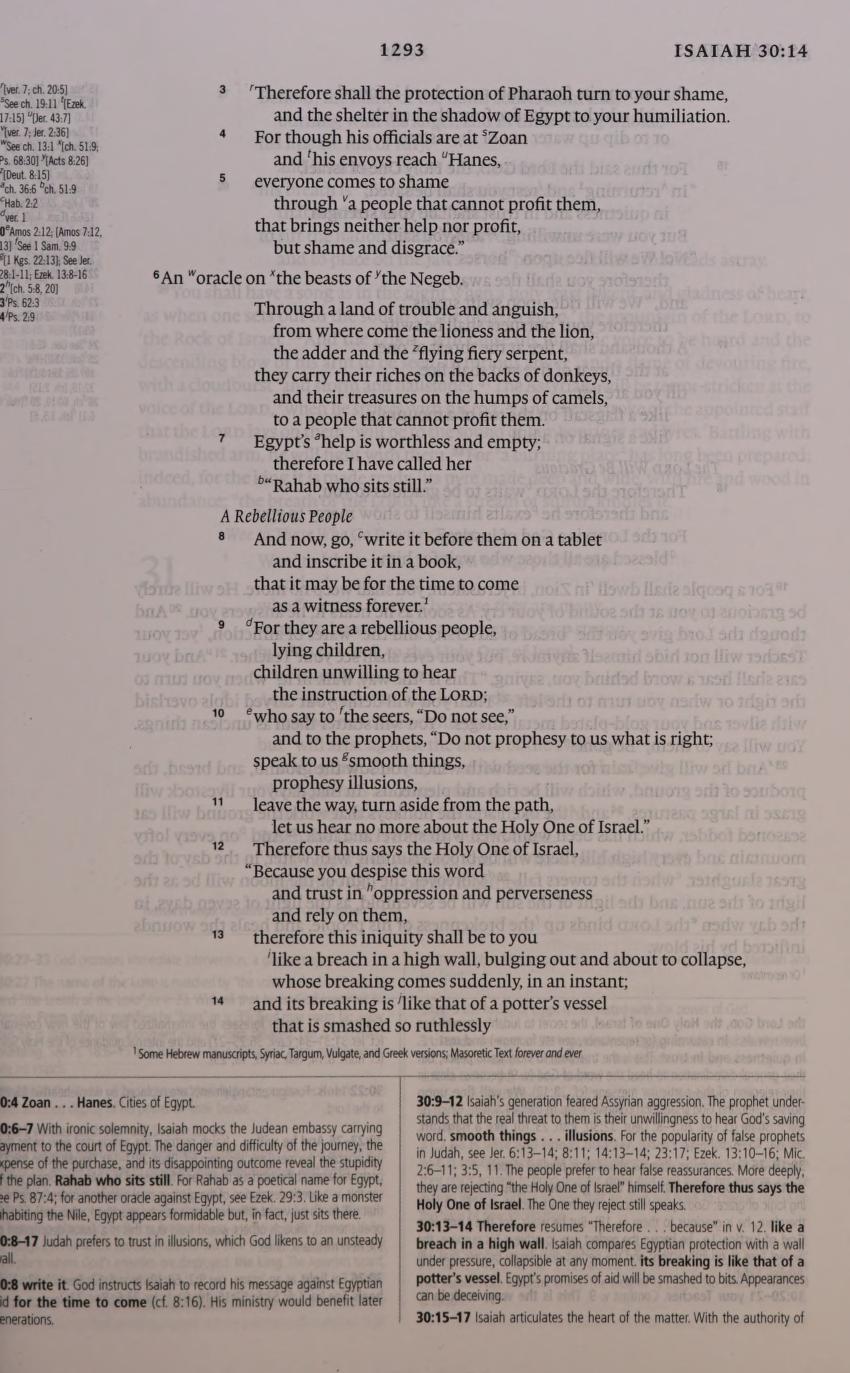 1293
ISAIAH 30:14
[ver. 7; ch. 20:5]
See ch. 19:11 [Ezek.
17:15] [Jer. 43:7]
[ver. 7; Jer. 2:36]
See ch. 13:1 [ch. 51:9;
Ps. 68:30] [Acts 8:26]
[Deut. 8:15]
ch. 36:6 b ch. 51:9
Hab. 2:2
d ver. 1
Amos 2:12; [Amos 7:12,
13] f See 1 Sam. 9:9
[1 Kgs. 22:13]; See Jer.
28:1-11; Ezek. 13:8-16
h [ch. 5:8, 20]
Ps. 62:3
Ps. 2:9
3 r Therefore shall the protection of Pharaoh turn to your shame,
and the shelter in the shadow of Egypt to your humiliation.
4 For though his officials are at s Zoan
and t his envoys reach u Hanes,
5 everyone comes to shame
through v a people that cannot profit them,
that brings neither help nor profit,
but shame and disgrace.”
6 An w oracle on x the beasts of y the Negeb.
Through a land of trouble and anguish,
from where come the lioness and the lion,
the adder and the z flying fiery serpent,
they carry their riches on the backs of donkeys,
and their treasures on the humps of camels,
to a people that cannot profit them.
7 Egypt’s a help is worthless and empty;
therefore I have called her
b “Rahab who sits still.”
A Rebellious People
8 And now, go, c write it before them on a tablet
and inscribe it in a book,
that it may be for the time to come
as a witness forever.1
9 d For they are a rebellious people,
lying children,
children unwilling to hear
the instruction of the LORD;
10 e who say to f the seers, “Do not see,”
and to the prophets, “Do not prophesy to us what is right;
speak to us g smooth things,
prophesy illusions,
11 leave the way, turn aside from the path,
let us hear no more about the Holy One of Israel.”
12 Therefore thus says the Holy One of Israel,
“Because you despise this word
and trust in h oppression and perverseness
and rely on them,
13 therefore this iniquity shall be to you
i like a breach in a high wall, bulging out and about to collapse,
whose breaking comes suddenly, in an instant;
14 and its breaking is j like that of a potter’s vessel
that is smashed so ruthlessly
1 Some Hebrew manuscripts, Syriac, Targum, Vulgate, and Greek versions; Masoretic Text forever and ever
0:4 Zoan . . . Hanes. Cities of Egypt.
0:6–7 With ironic solemnity, Isaiah mocks the Judean embassy carrying
ayment to the court of Egypt. The danger and difficulty of the journey, the
xpense of the purchase, and its disappointing outcome reveal the stupidity
f the plan. Rahab who sits still. For Rahab as a poetical name for Egypt,
ee Ps. 87:4; for another oracle against Egypt, see Ezek. 29:3. Like a monster
habiting the Nile, Egypt appears formidable but, in fact, just sits there.
0:8–17 Judah prefers to trust in illusions, which God likens to an unsteady
all.
0:8 write it. God instructs Isaiah to record his message against Egyptian
id for the time to come (cf. 8:16). His ministry would benefit later
enerations.
30:9–12 Isaiah’s generation feared Assyrian aggression. The prophet under-
stands that the real threat to them is their unwillingness to hear God’s saving
word. smooth things . . . illusions. For the popularity of false prophets
in Judah, see Jer. 6:13–14; 8:11; 14:13–14; 23:17; Ezek. 13:10–16; Mic.
2:6–11; 3:5, 11. The people prefer to hear false reassurances. More deeply,
they are rejecting “the Holy One of Israel” himself. Therefore thus says the
Holy One of Israel. The One they reject still speaks.
30:13–14 Therefore resumes “Therefore . . . because” in v. 12. like a
breach in a high wall. Isaiah compares Egyptian protection with a wall
under pressure, collapsible at any moment. its breaking is like that of a
potter’s vessel. Egypt’s promises of aid will be smashed to bits. Appearances
can be deceiving.
30:15–17 Isaiah articulates the heart of the matter. With the authority of